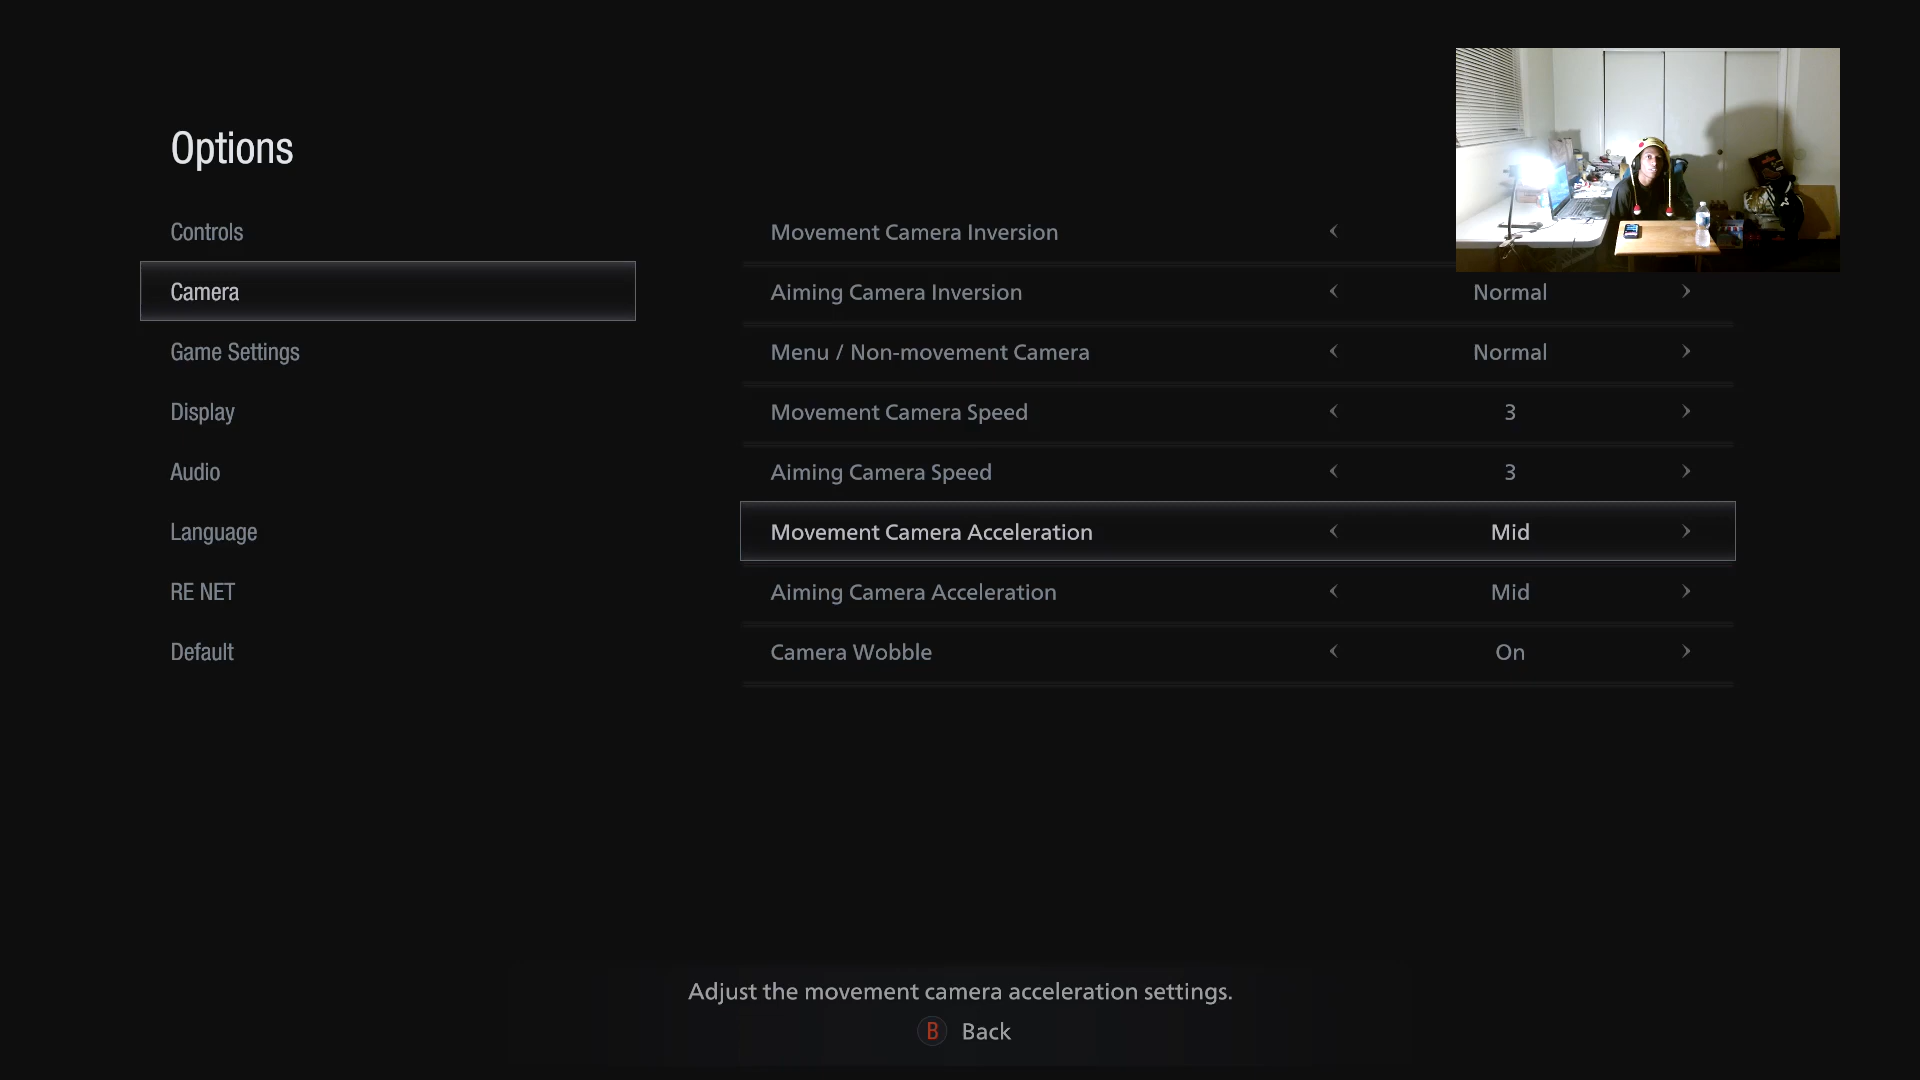 Options
Controls
Camera
Game Settings
Display
Audio
Language
RE NET
Default
Movement Camera Inversion
Aiming Camera Inversion Normal
Menu / Non-movement Camera Normal
Movement Camera Speed 3
Aiming Camera Speed 3
Movement Camera Acceleration Mid
Aiming Camera Acceleration Mid
Camera Wobble On
Adjust the movement camera acceleration settings.
B Back